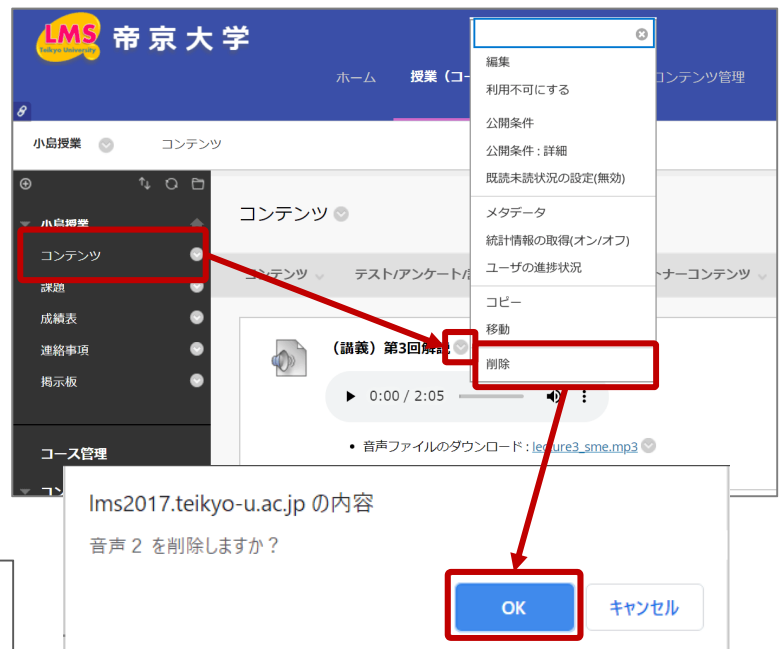 LMS
Teikyo University
帝京大学
ホーム 授業（コー
コンテンツ管理
小島授業 コンテンツ
編集
利用不可にする
公開条件
公開条件 : 詳細
既読未読状況の設定(無効)
メタデータ
統計情報の取得(オン/オフ)
ユーザの進捗状況
コピー
移動
削除
小島授業
コンテンツ
課題
成績表
連絡事項
掲示板
コース管理
コン
コンテンツ
コンテンツ テスト/アンケート/
ーナーコンテンツ
（講義）第3回解説
0:00 / 2:05
• 音声ファイルのダウンロード : lecture3_sme.mp3
lms2017.teikyo-u.ac.jp の内容
音声 2 を削除しますか？
OK キャンセル